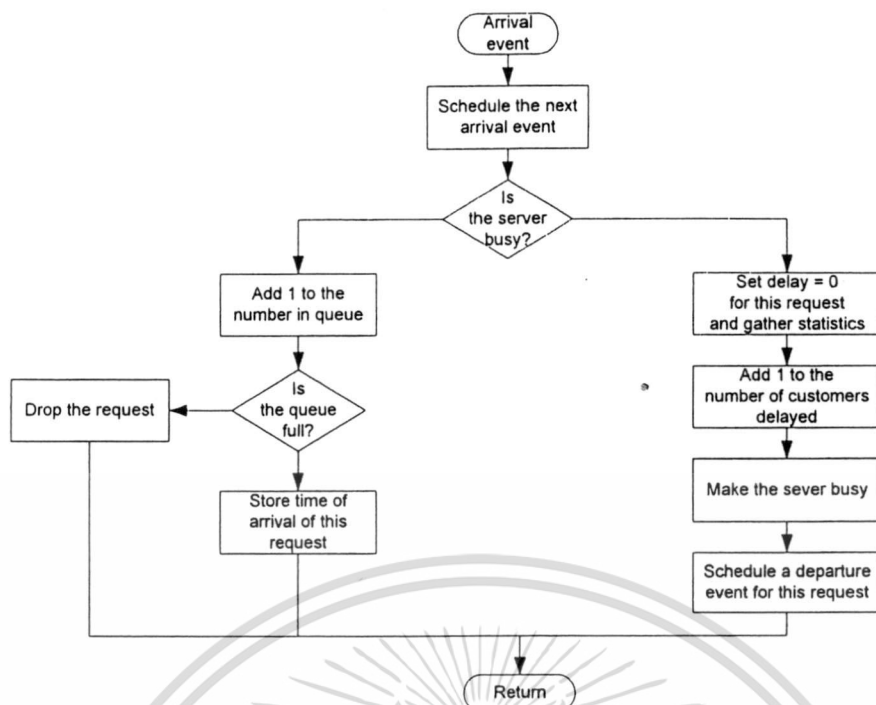 Arrival
event
Schedule the next
arrival event
Is
the server
busy?
Add 1 to the
number in queue
Set delay = 0
for this request
and gather statistics
Is
the queue
full?
Drop the request
Add 1 to the
number of customers
delayed
Store time of
arrival of this
request
Make the sever busy
Schedule a departure
event for this request
Return